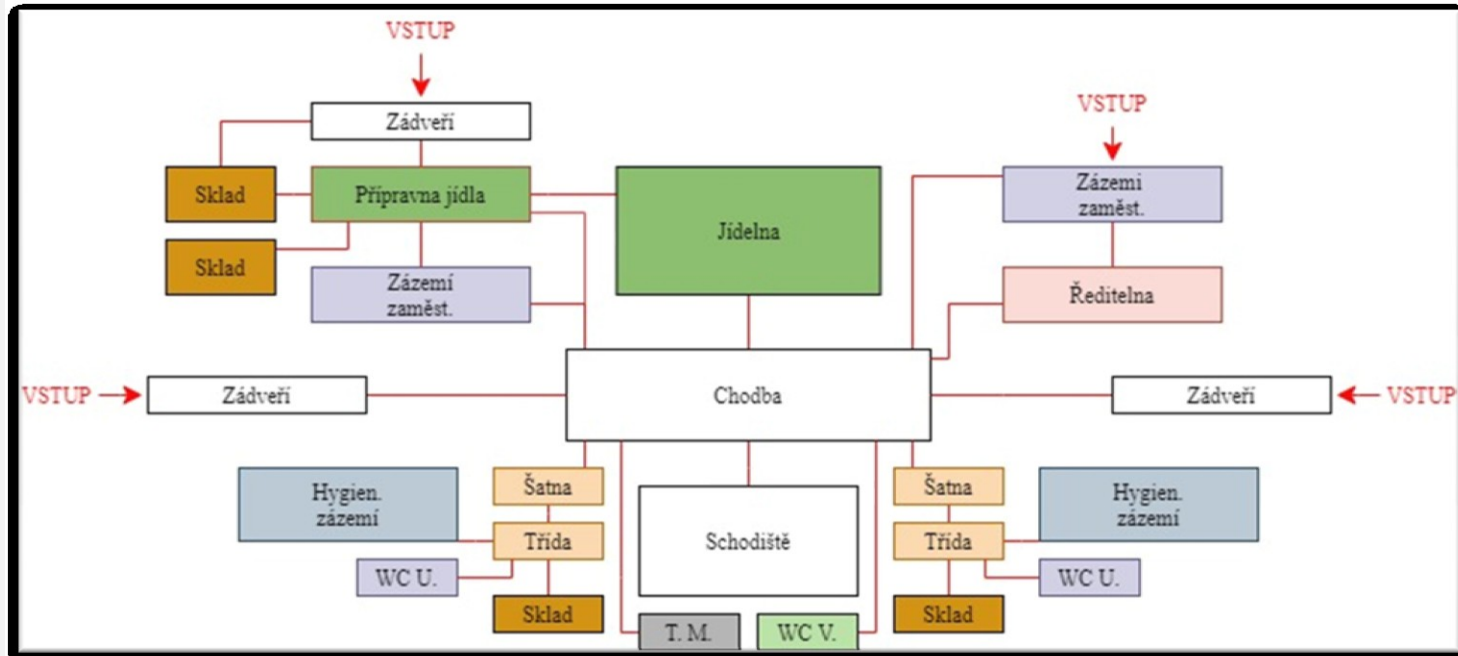 VSTUP
VSTUP
Zádveří
Sklad
Přípravna jídla
Jídelna
Zázemi
zaměst.
Sklad
Zázemí
zaměst.
Ředitelna
VSTUP
Zádveří
Chodba
Zádveří
VSTUP
Hygien.
zázemí
Šatna
Šatna
Hygien.
zázemí
Třída
Schodiště
Třída
WC U.
WC U.
Sklad
Sklad
T. M.
WC V.